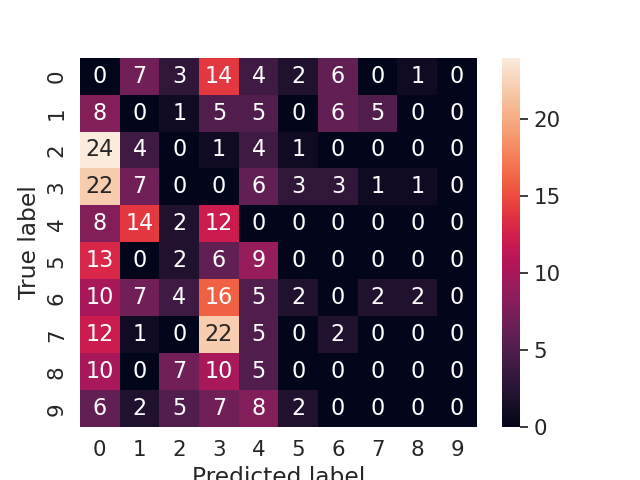 True label
0 0 7 3 14 4 2 6 0 1 0
1 8 0 1 5 5 0 6 5 0 0
2 24 4 0 1 4 1 0 0 0 0
3 22 7 0 0 6 3 3 1 1 0
4 8 14 2 12 0 0 0 0 0 0
5 13 0 2 6 9 0 0 0 0 0
6 10 7 4 16 5 2 0 2 2 0
7 12 1 0 22 5 0 2 0 0 0
8 10 0 7 10 5 0 0 0 0 0
9 6 2 5 7 8 2 0 0 0 0
0 1 2 3 4 5 6 7 8 9
Predicted label
20
15
10
5
0